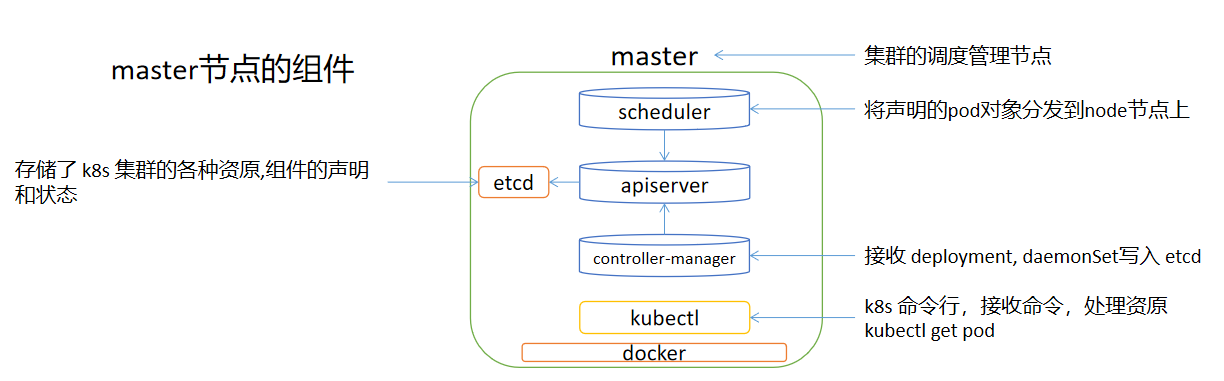 master节点的组件
master
集群的调度管理节点
scheduler
将声明的pod对象分发到node节点上
存储了 k8s 集群的各种资原,组件的声明
和状态
etcd
apiserver
controller-manager
接收 deployment, daemonSet写入 etcd
kubectl
k8s 命令行，接收命令，处理资原
kubectl get pod
docker